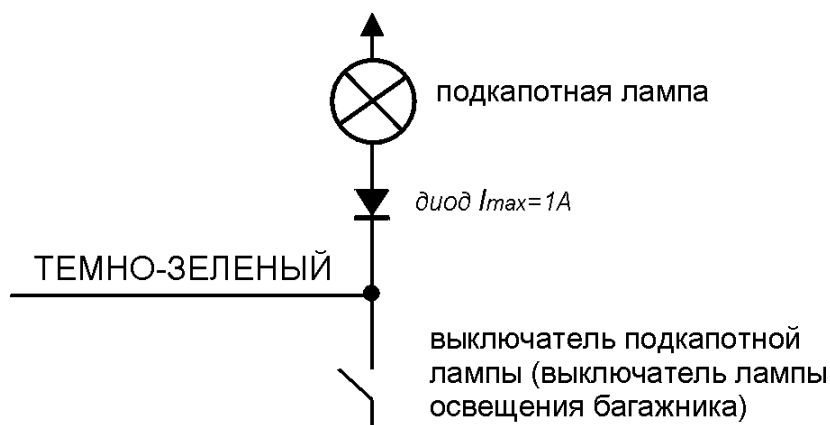 подкапотная лампа
диод Imax=1A
ТЕМНО-ЗЕЛЕНЫЙ
выключатель подкапотной
лампы (выключатель лампы
освещения багажника)